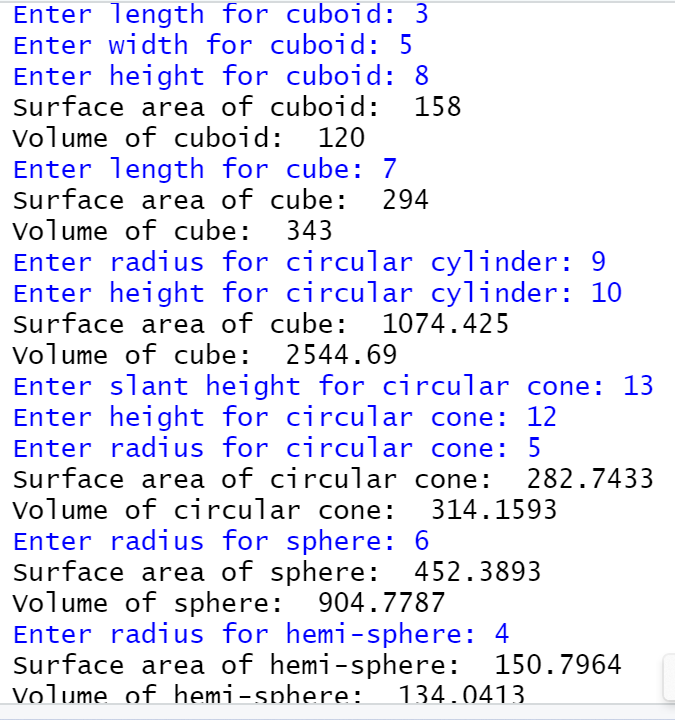 Enter length for cuboid: 3
Enter width for cuboid: 5
Enter height for cuboid: 8
Surface area of cuboid:  158
Volume of cuboid:  120
Enter length for cube: 7
Surface area of cube:  294
Volume of cube:  343
Enter radius for circular cylinder: 9
Enter height for circular cylinder: 10
Surface area of cube:  1074.425
Volume of cube:  2544.69
Enter slant height for circular cone: 13
Enter height for circular cone: 12
Enter radius for circular cone: 5
Surface area of circular cone:  282.7433
Volume of circular cone:  314.1593
Enter radius for sphere: 6
Surface area of sphere:  452.3893
Volume of sphere:  904.7787
Enter radius for hemi-sphere: 4
Surface area of hemi-sphere:  150.7964
Volume of hemi-sphere:  134.0413